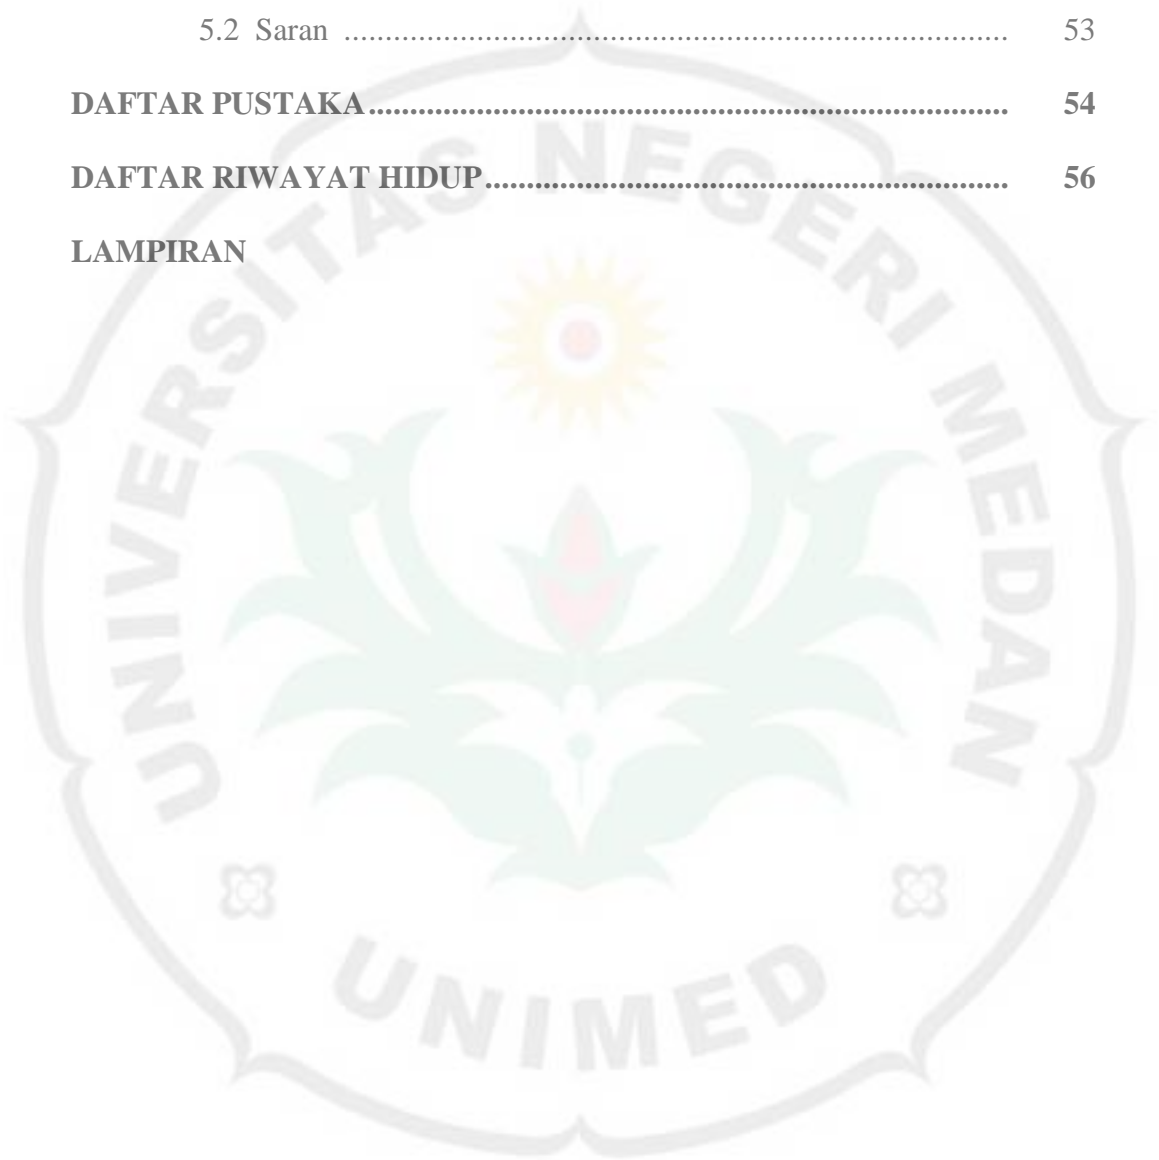 5.2 Saran .................................................................... 53
DAFTAR PUSTAKA.............................................................................. 54
DAFTAR RIWAYAT HIDUP................................................................ 56
LAMPIRAN
UNIVERSITAS NEGERI MEDAN
UNIMED